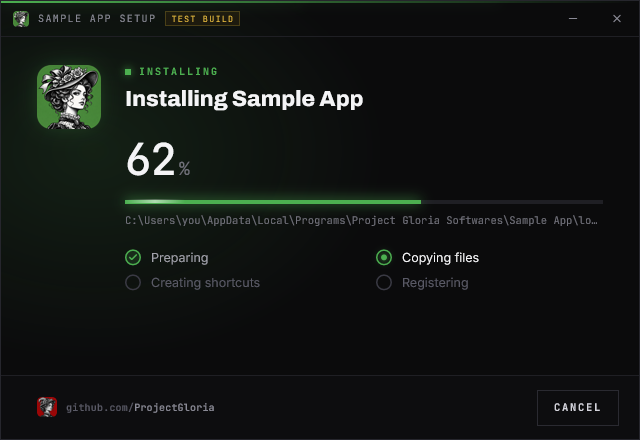 SAMPLE APP SETUP TEST BUILD
INSTALLING
Installing Sample App
62%
C:\Users\you\AppData\Local\Programs\Project Gloria Softwares\Sample App\lo…
Preparing
Copying files
Creating shortcuts
Registering
github.com/ProjectGloria
CANCEL